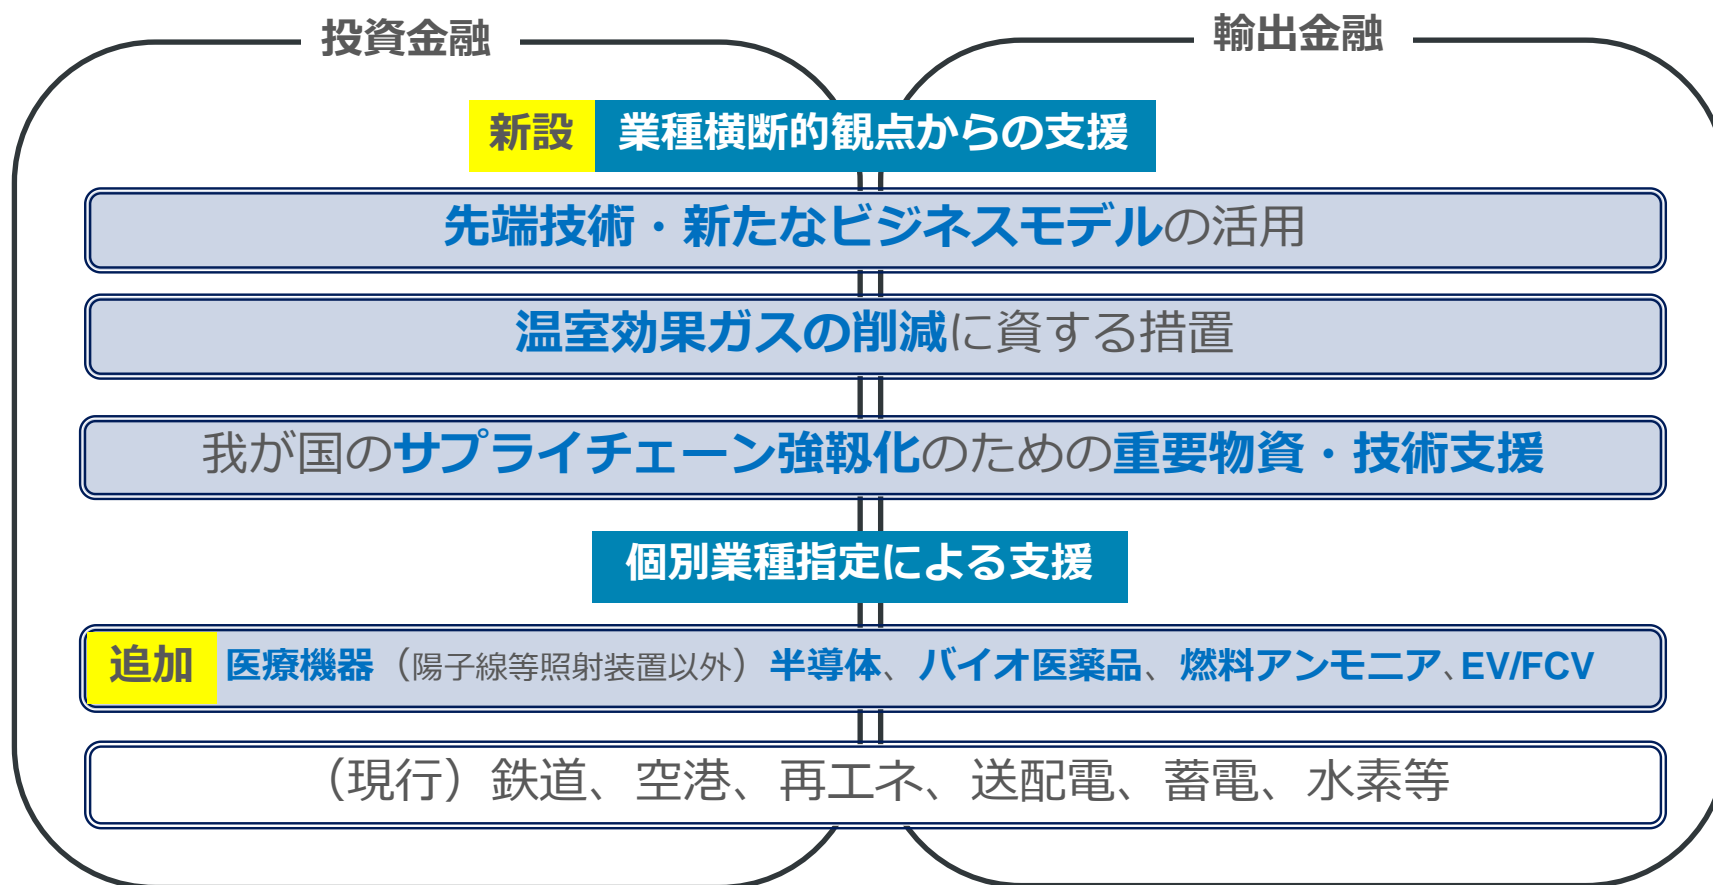 投資金融
輸出金融
新設 業種横断的観点からの支援
先端技術・新たなビジネスモデルの活用
温室効果ガスの削減に資する措置
我が国のサプライチェーン強靱化のための重要物資・技術支援
個別業種指定による支援
追加 医療機器（陽子線等照射装置以外）半導体、バイオ医薬品、燃料アンモニア、EV/FCV
（現行）鉄道、空港、再エネ、送配電、蓄電、水素等